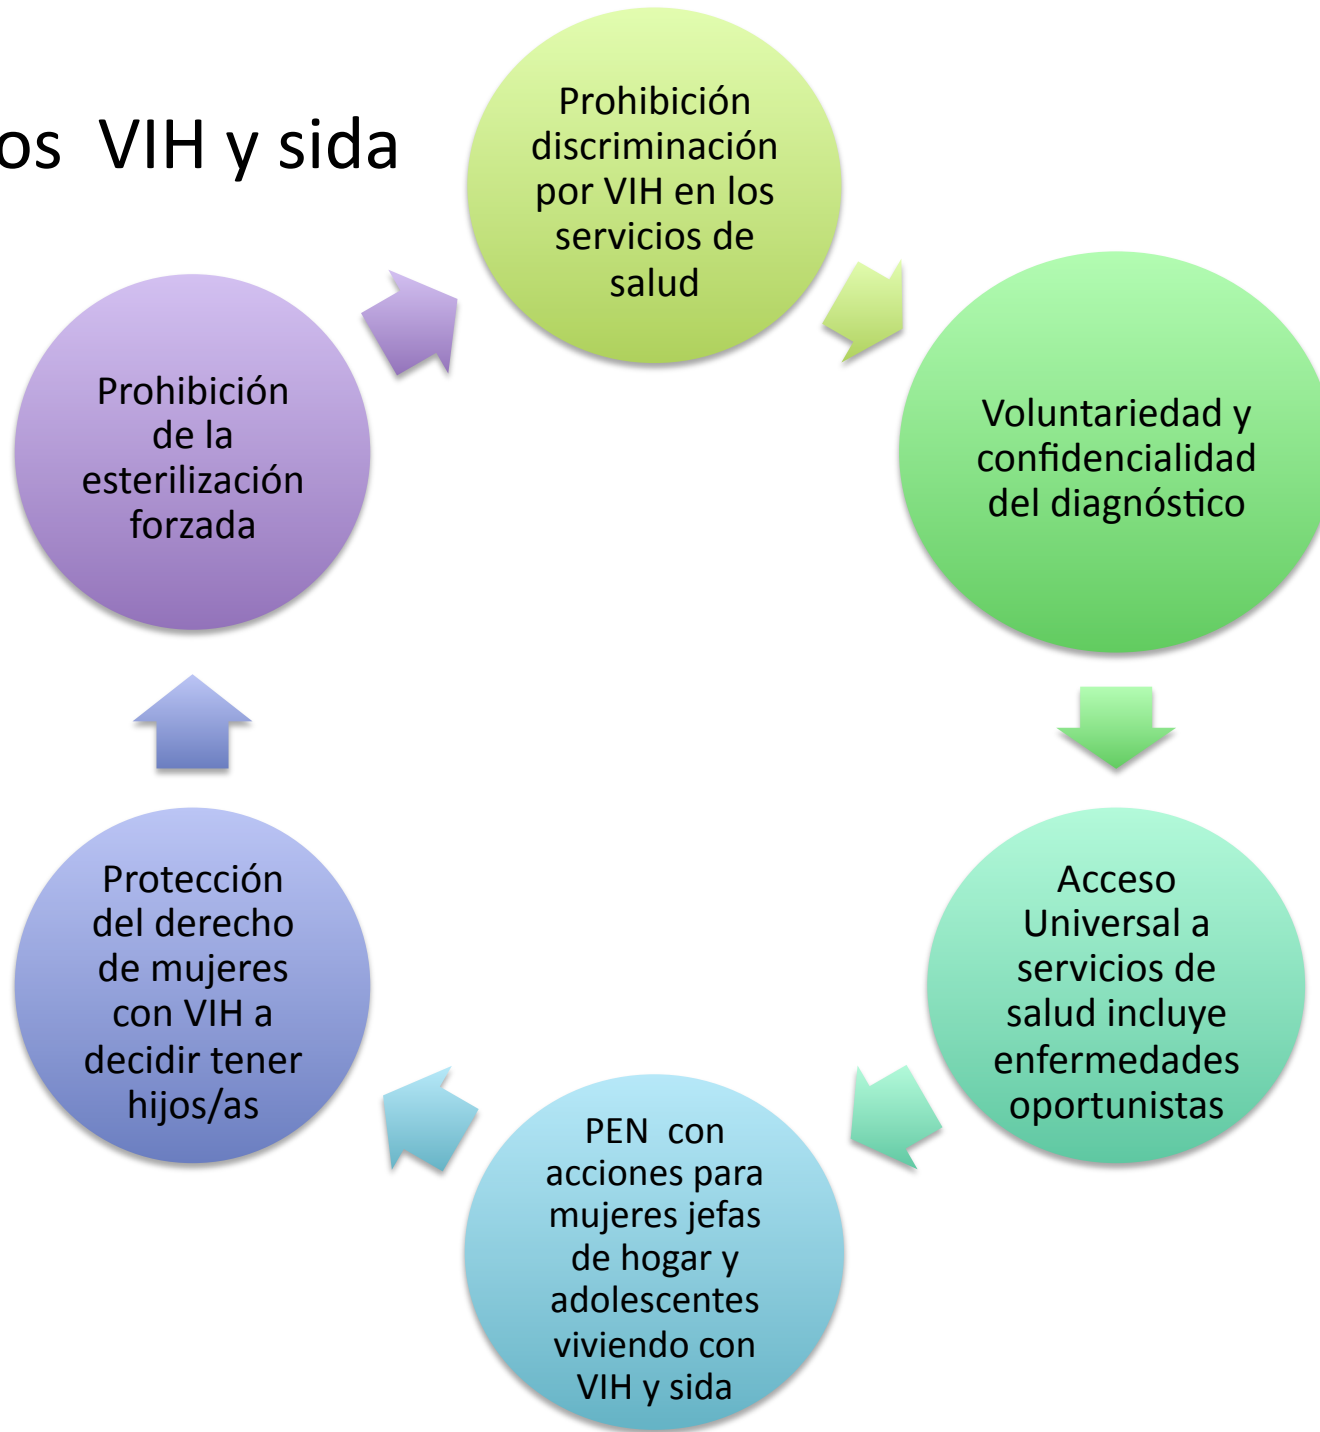 os VIH y sida
Prohibición
discriminación
por VIH en los
servicios de
salud
Voluntariedad y
confidencialidad
del diagnóstico
Acceso
Universal a
servicios de
salud incluye
enfermedades
oportunistas
PEN con
acciones para
mujeres jefas
de hogar y
adolescentes
viviendo con
VIH y sida
Protección
del derecho
de mujeres
con VIH a
decidir tener
hijos/as
Prohibición
de la
esterilización
forzada